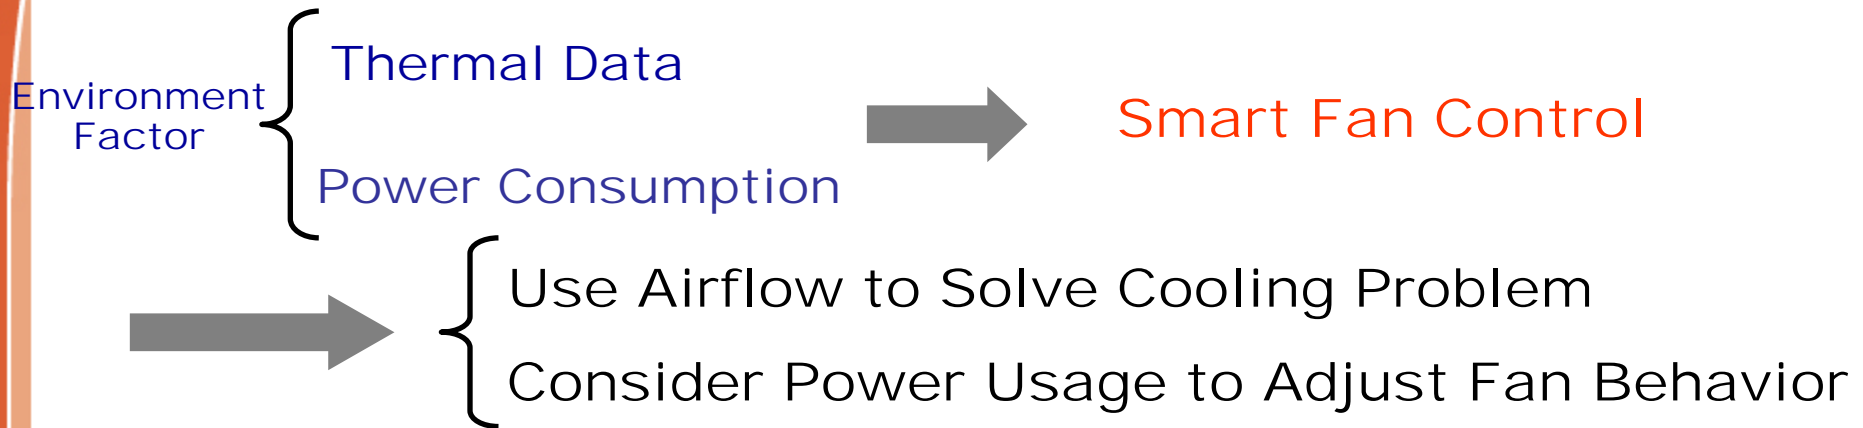 Thermal Data
Environment
Factor
Smart Fan Control
Power Consumption
Use Airflow to Solve Cooling Problem
Consider Power Usage to Adjust Fan Behavior